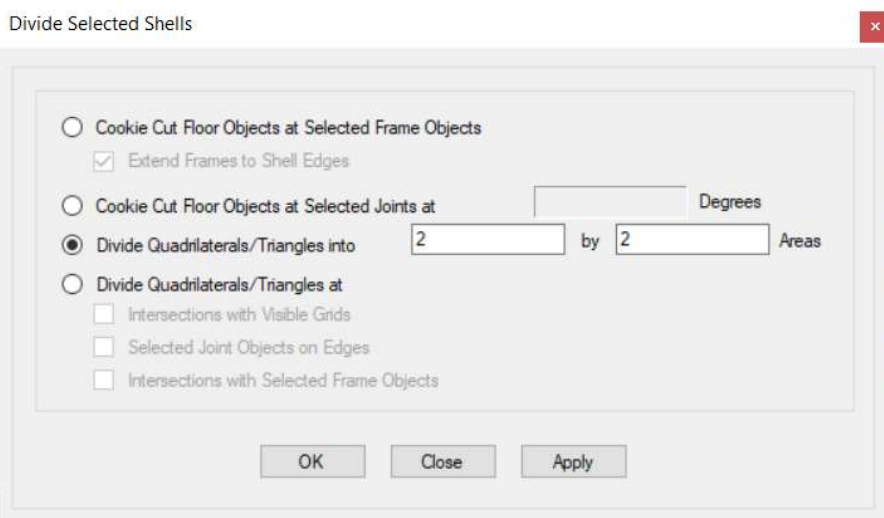 Divide Selected Shells
×
Cookie Cut Floor Objects at Selected Frame Objects
Extend Frames to Shell Edges
Cookie Cut Floor Objects at Selected Joints at Degrees
Divide Quadrilaterals/Triangles into 2 by 2 Areas
Divide Quadrilaterals/Triangles at
Intersections with Visible Grids
Selected Joint Objects on Edges
Intersections with Selected Frame Objects
OK Close Apply